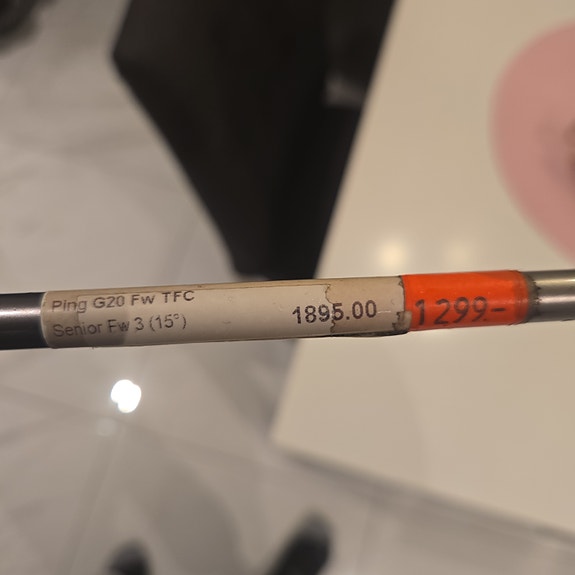 Ping G20 Fw TFC
Senior Fw 3 (15°)
1895.00
1299-